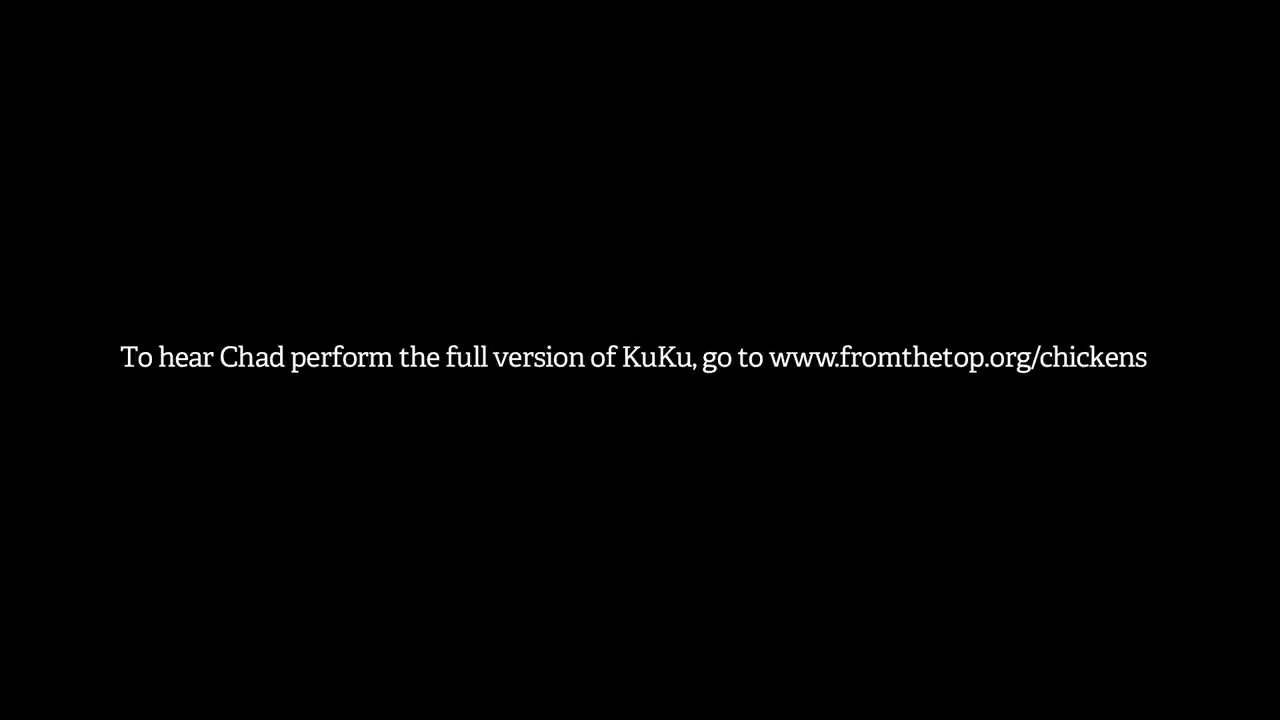 To hear Chad perform the full version of KuKu, go to www.fromthetop.org/chickens